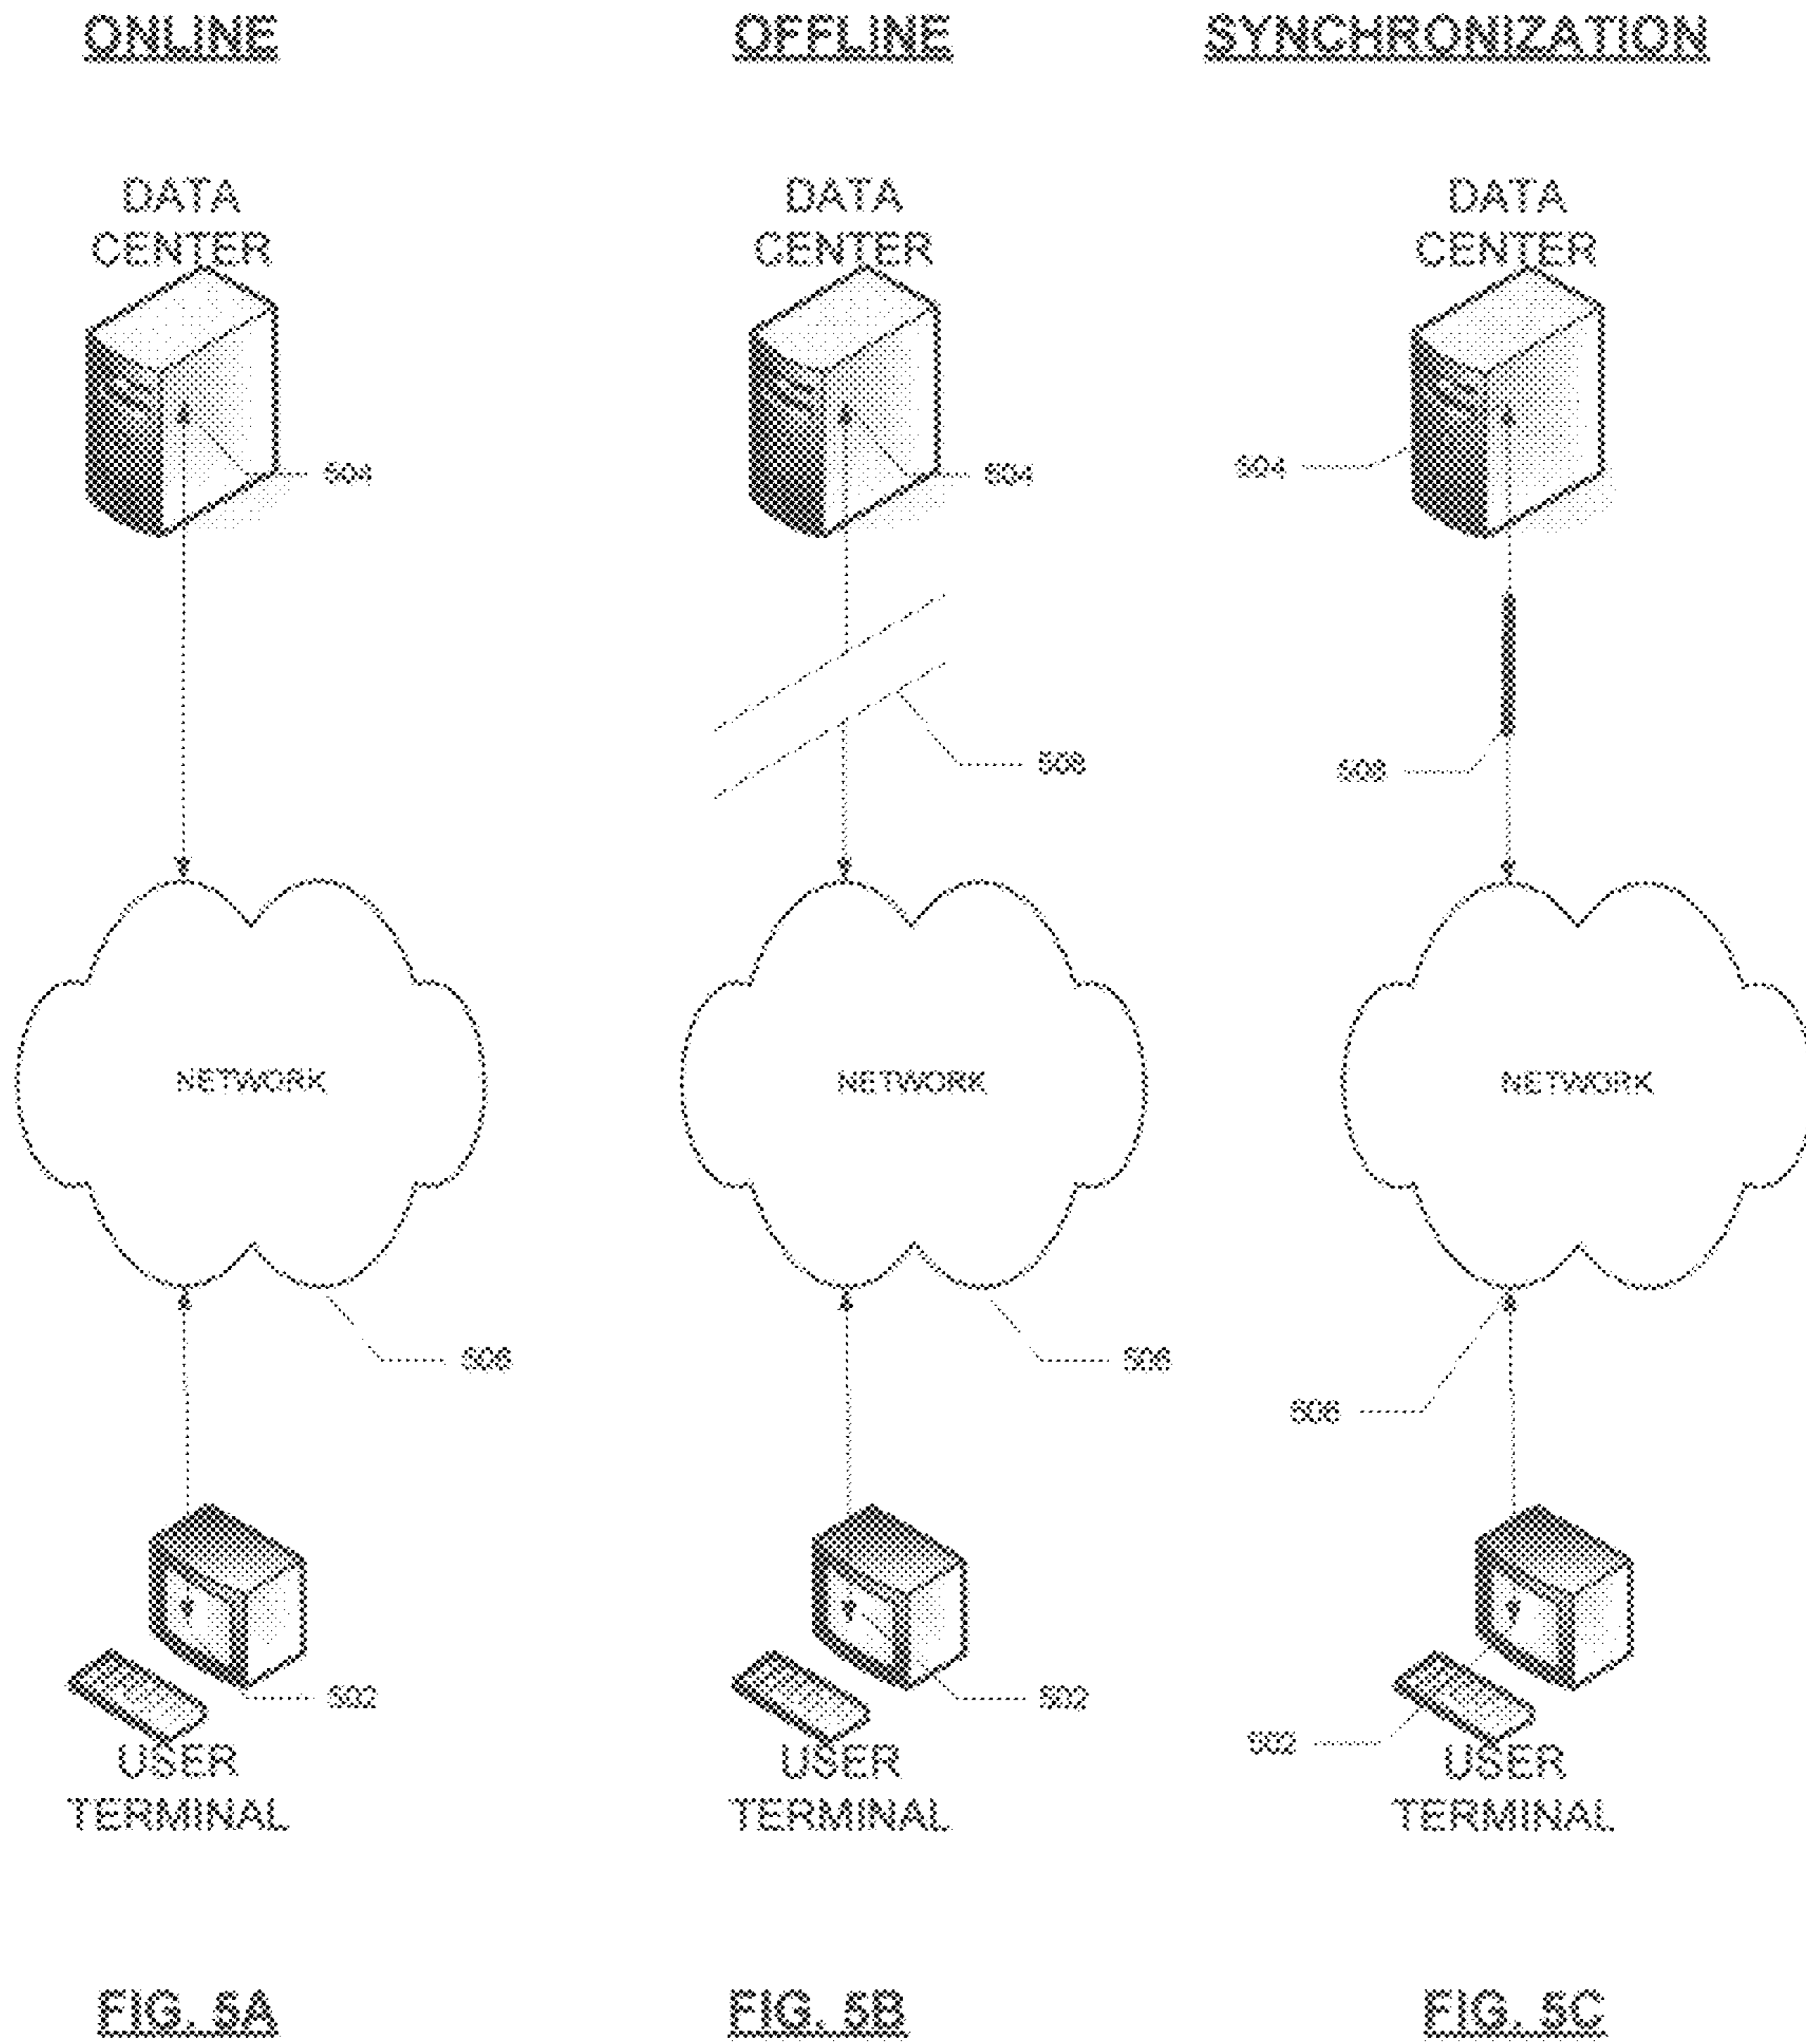 ONLINE
DATA
CENTER
504
NETWORK
506
502
USER
TERMINAL
FIG. 5A
OFFLINE
DATA
CENTER
504
508
NETWORK
506
502
USER
TERMINAL
FIG. 5B
SYNCHRONIZATION
DATA
CENTER
504
508
NETWORK
506
502
USER
TERMINAL
FIG. 5C